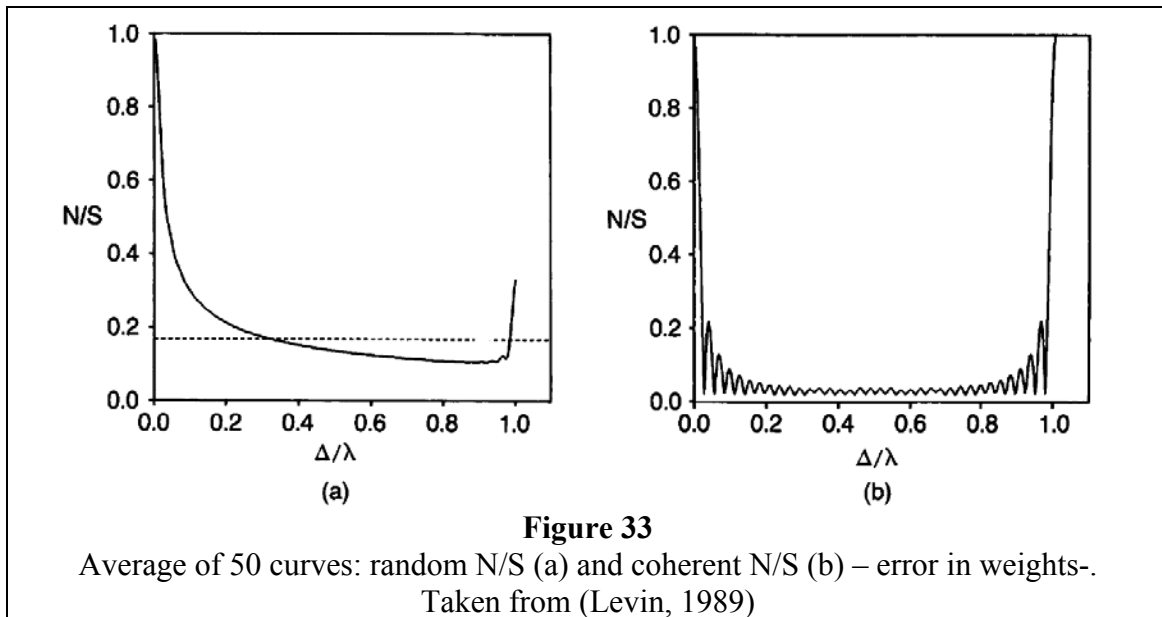 1.0
0.8
0.6
N/S
0.4
0.2
0.0
0.0 0.2 0.4 0.6 0.8 1.0
Δ/λ
(a)
1.0
0.8
0.6
N/S
0.4
0.2
0.0
0.0 0.2 0.4 0.6 0.8 1.0
Δ/λ
(b)
Figure 33
Average of 50 curves: random N/S (a) and coherent N/S (b) – error in weights-.
Taken from (Levin, 1989)